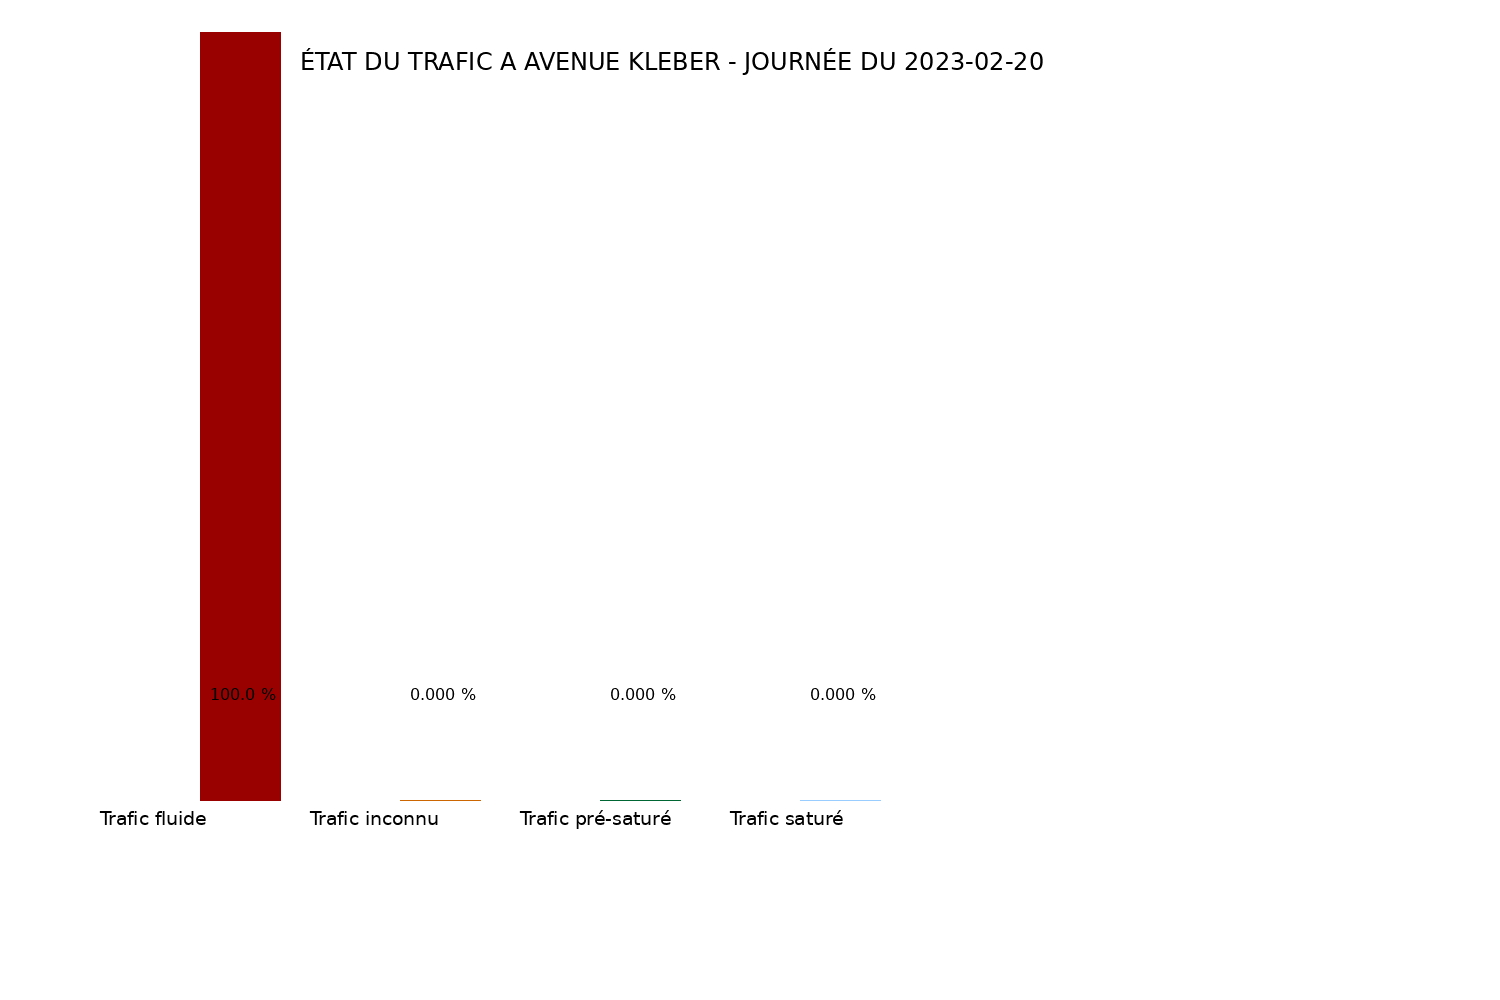 ÉTAT DU TRAFIC A AVENUE KLEBER - JOURNÉE DU 2023-02-20
100.0 % 0.000 % 0.000 % 0.000 %
Trafic fluide Trafic inconnu Trafic pré-saturé Trafic saturé